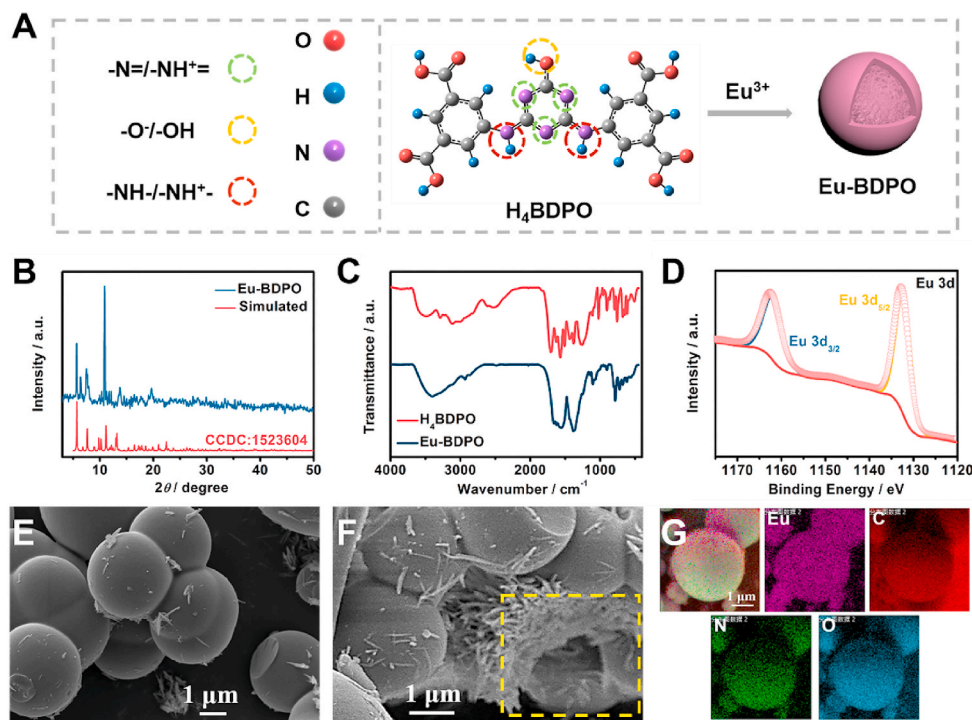 A
-N=/-NH⁺=
-O⁻/-OH
-NH-/-NH⁺-
O
H
N
C
H₄BDPO
Eu³⁺
Eu-BDPO
B
Intensity / a.u.
Eu-BDPO
Simulated
CCDC:1523604
10 20 30 40 50
2θ / degree
C
Transmittance / a.u.
H₄BDPO
Eu-BDPO
4000 3000 2000 1000
Wavenumber / cm⁻¹
D
Intensity / a.u.
Eu 3d
Eu 3d₅/₂
Eu 3d₃/₂
1170 1160 1150 1140 1130 1120
Binding Energy / eV
E
1 μm
F
1 μm
G
1 μm
Eu
C
N
O